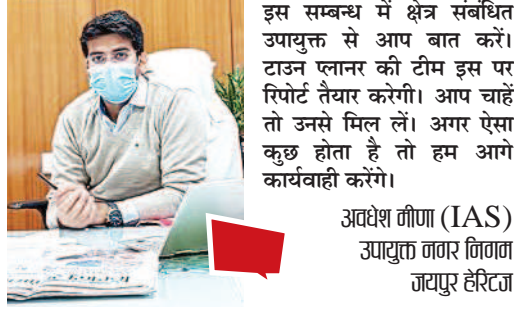 इस सम्बन्ध में क्षेत्र संबंधित
उपायुक्त से आप बात करें।
टाउन प्लानर की टीम इस पर
रिपोर्ट तैयार करेगी। आप चाहें
तो उनसे मिल लें। अगर ऐसा
कुछ होता है तो हम आगे
कार्यवाही करेंगे।
अवधेश मीणा (IAS)
उपायुक्त नगर निगम
जयपुर हेरिटज